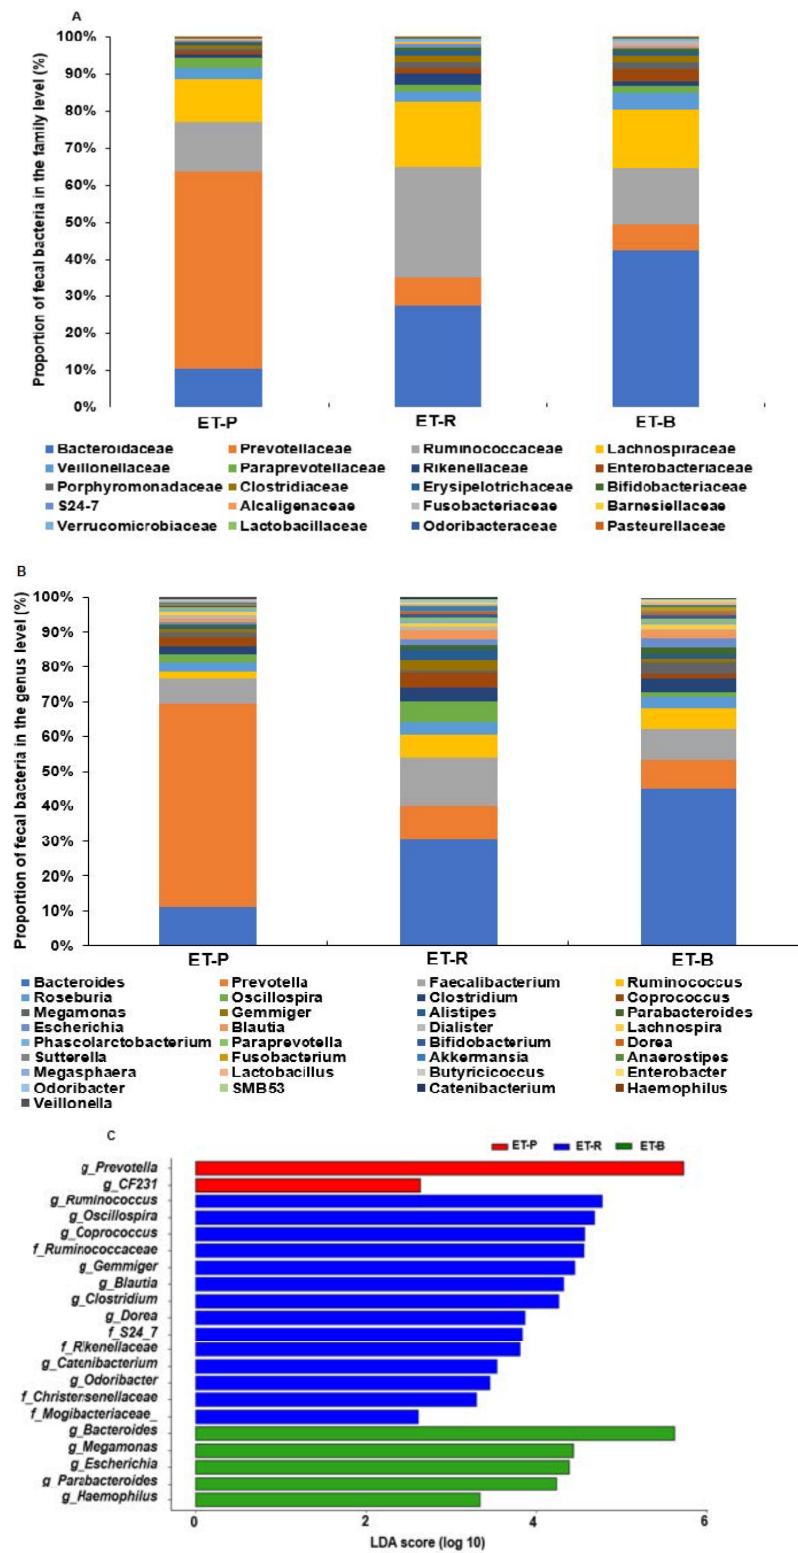 A
Proportion of fecal bacteria in the family level (%)
100%
90%
80%
70%
60%
50%
40%
30%
20%
10%
0%
ET-P ET-R ET-B
Bacteroidaceae Prevotellaceae Ruminococcaceae Lachnospiraceae
Veillonellaceae Paraprevotellaceae Rikenellaceae Enterobacteriaceae
Porphyromonadaceae Clostridiaceae Erysipelotrichaceae Bifidobacteriaceae
S24-7 Alcaligenaceae Fusobacteriaceae Barnesiellaceae
Verrucomicrobiaceae Lactobacillaceae Odoribacteraceae Pasteurellaceae
B
Proportion of fecal bacteria in the genus level (%)
100%
90%
80%
70%
60%
50%
40%
30%
20%
10%
0%
ET-P ET-R ET-B
Bacteroides Prevotella Faecalibacterium Ruminococcus
Roseburia Oscillospira Clostridium Coprococcus
Megamonas Gemmiger Alistipes Parabacteroides
Escherichia Blautia Dialister Lachnospira
Phascolarctobacterium Paraprevotella Bifidobacterium Dorea
Sutterella Fusobacterium Akkermansia Anaerostipes
Megasphaera Lactobacillus Butyricicoccus Enterobacter
Odoribacter SMB53 Catenibacterium Haemophilus
Veillonella
C
ET-P ET-R ET-B
g_Prevotella
g_CF231
g_Ruminococcus
g_Oscillospira
g_Coprococcus
f_Ruminococcaceae
g_Gemmiger
g_Blautia
g_Clostridium
g_Dorea
f_S24_7
f_Rikenellaceae
g_Catenibacterium
g_Odoribacter
f_Christensenellaceae
f_Mogibacteriaceae_
g_Bacteroides
g_Megamonas
g_Escherichia
g_Parabacteroides
g_Haemophilus
0 2 4 6
LDA score (log 10)